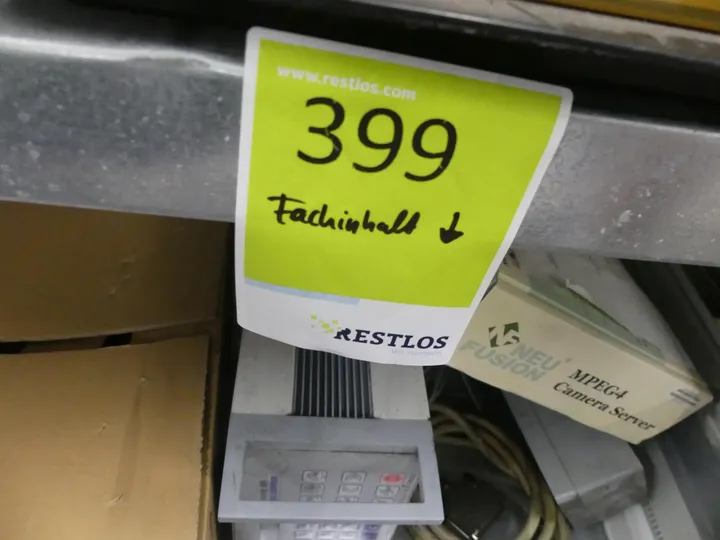 www.restlos.com
399
Fachinhalt ↓
RESTLOS
NEU
FUSION
MPEG4
Camera Server